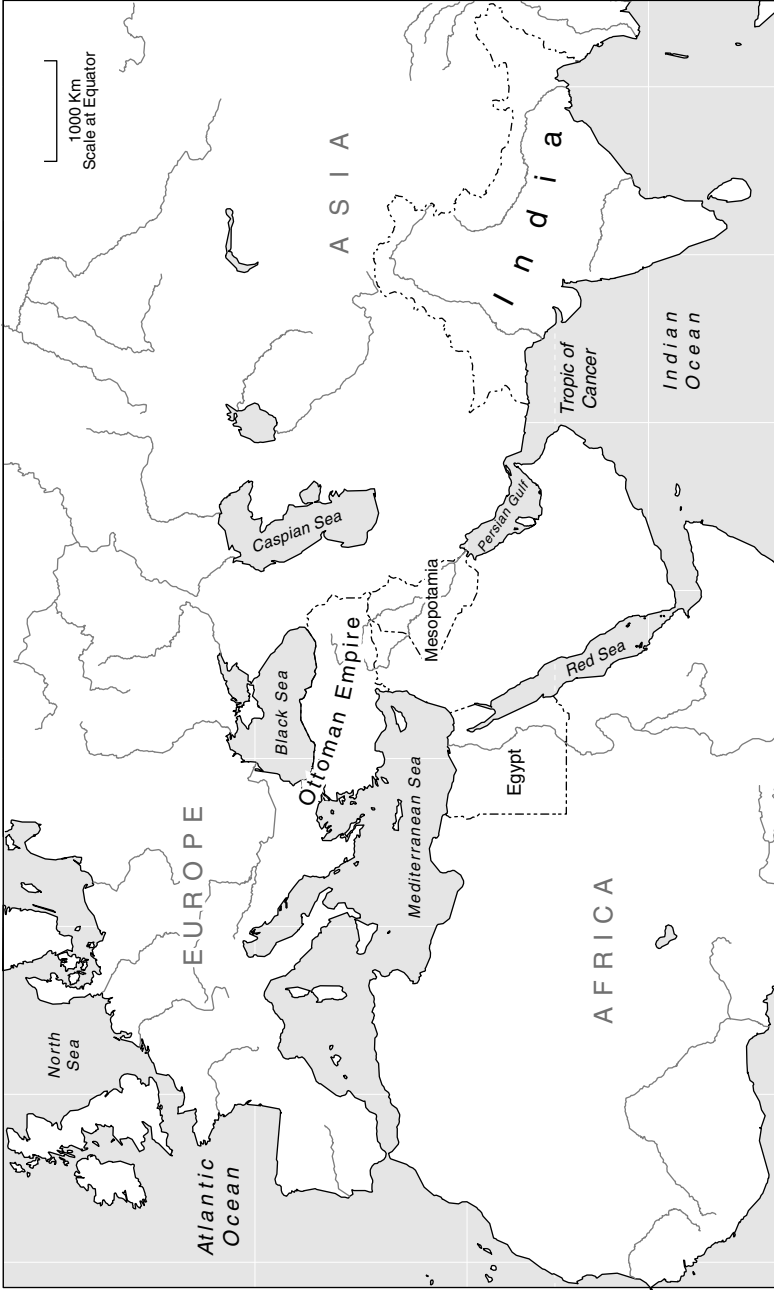 1000 Km
Scale at Equator
North
Sea
EUROPE
ASIA
Atlantic
Ocean
Black Sea
Caspian Sea
Ottoman Empire
Mediterranean Sea
Mesopotamia
Persian Gulf
India
Egypt
Red Sea
Tropic of
Cancer
AFRICA
Indian
Ocean